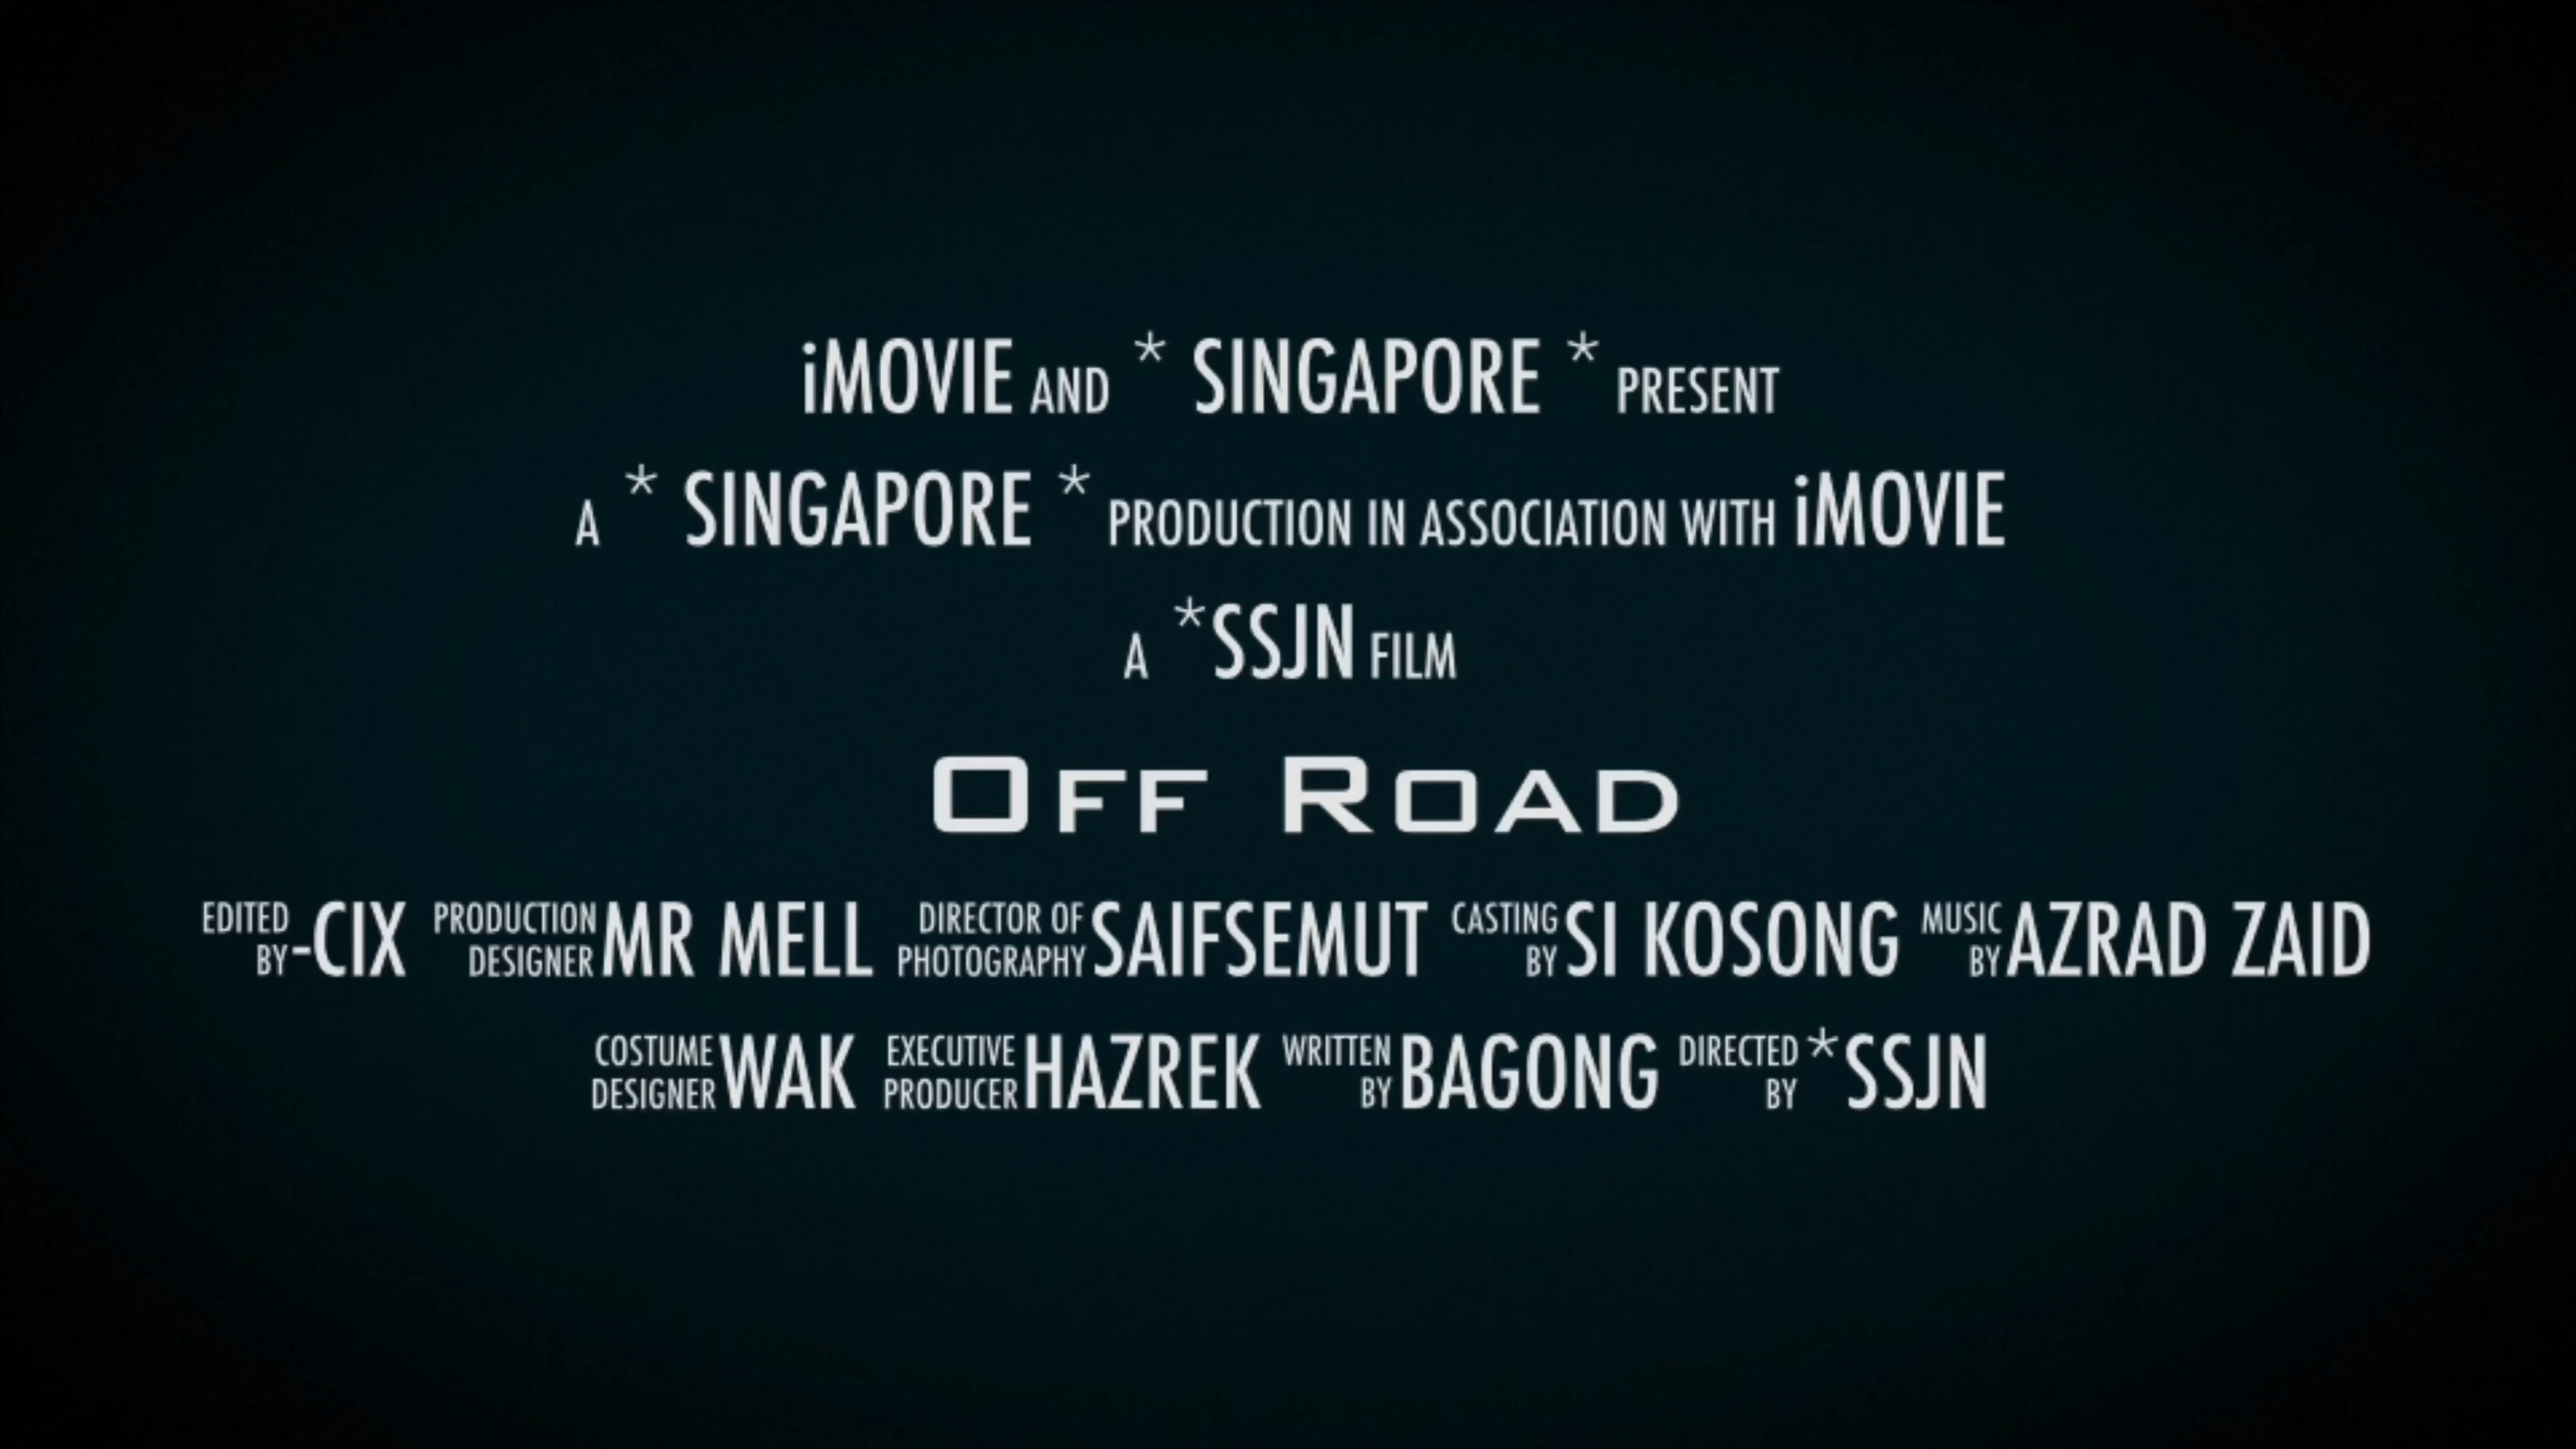 iMOVIE AND * SINGAPORE * PRESENT
A * SINGAPORE * PRODUCTION IN ASSOCIATION WITH iMOVIE
A *SSJN FILM
OFF ROAD
EDITED BY -CIX PRODUCTION DESIGNER MR MELL DIRECTOR OF PHOTOGRAPHY SAIFSEMUT CASTING BY SI KOSONG MUSIC BY AZRAD ZAID
COSTUME DESIGNER WAK EXECUTIVE PRODUCER HAZREK WRITTEN BY BAGONG DIRECTED BY *SSJN